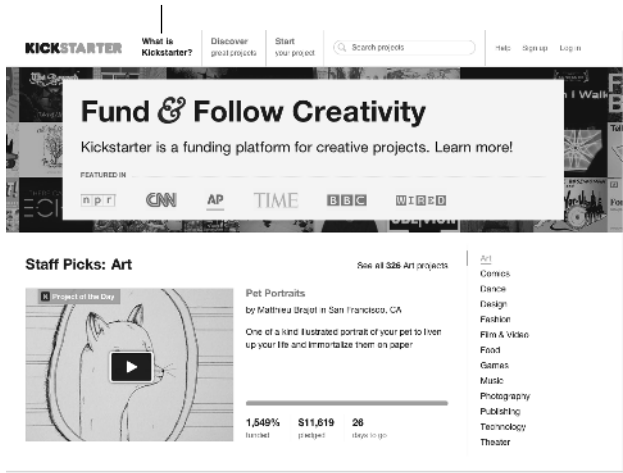 KICKSTARTER
What is
Kickstarter?
Discover
great projects
Start
your project
Search projects
Help Sign up Log in
Fund & Follow Creativity
Kickstarter is a funding platform for creative projects. Learn more!
FEATURED IN
npr CNN AP TIME BBC WIRED
Staff Picks: Art
See all 326 Art projects
K Project of the Day
Pet Portraits
by Mathieu Brajot in San Francisco, CA
One of a kind illustrated portrait of your pet to liven
up your life and immortalize them on paper
1,549%
funded
$11,619
pledged
26
days to go
Art
Comics
Dance
Design
Fashion
Film & Video
Food
Games
Music
Photography
Publishing
Technology
Theater